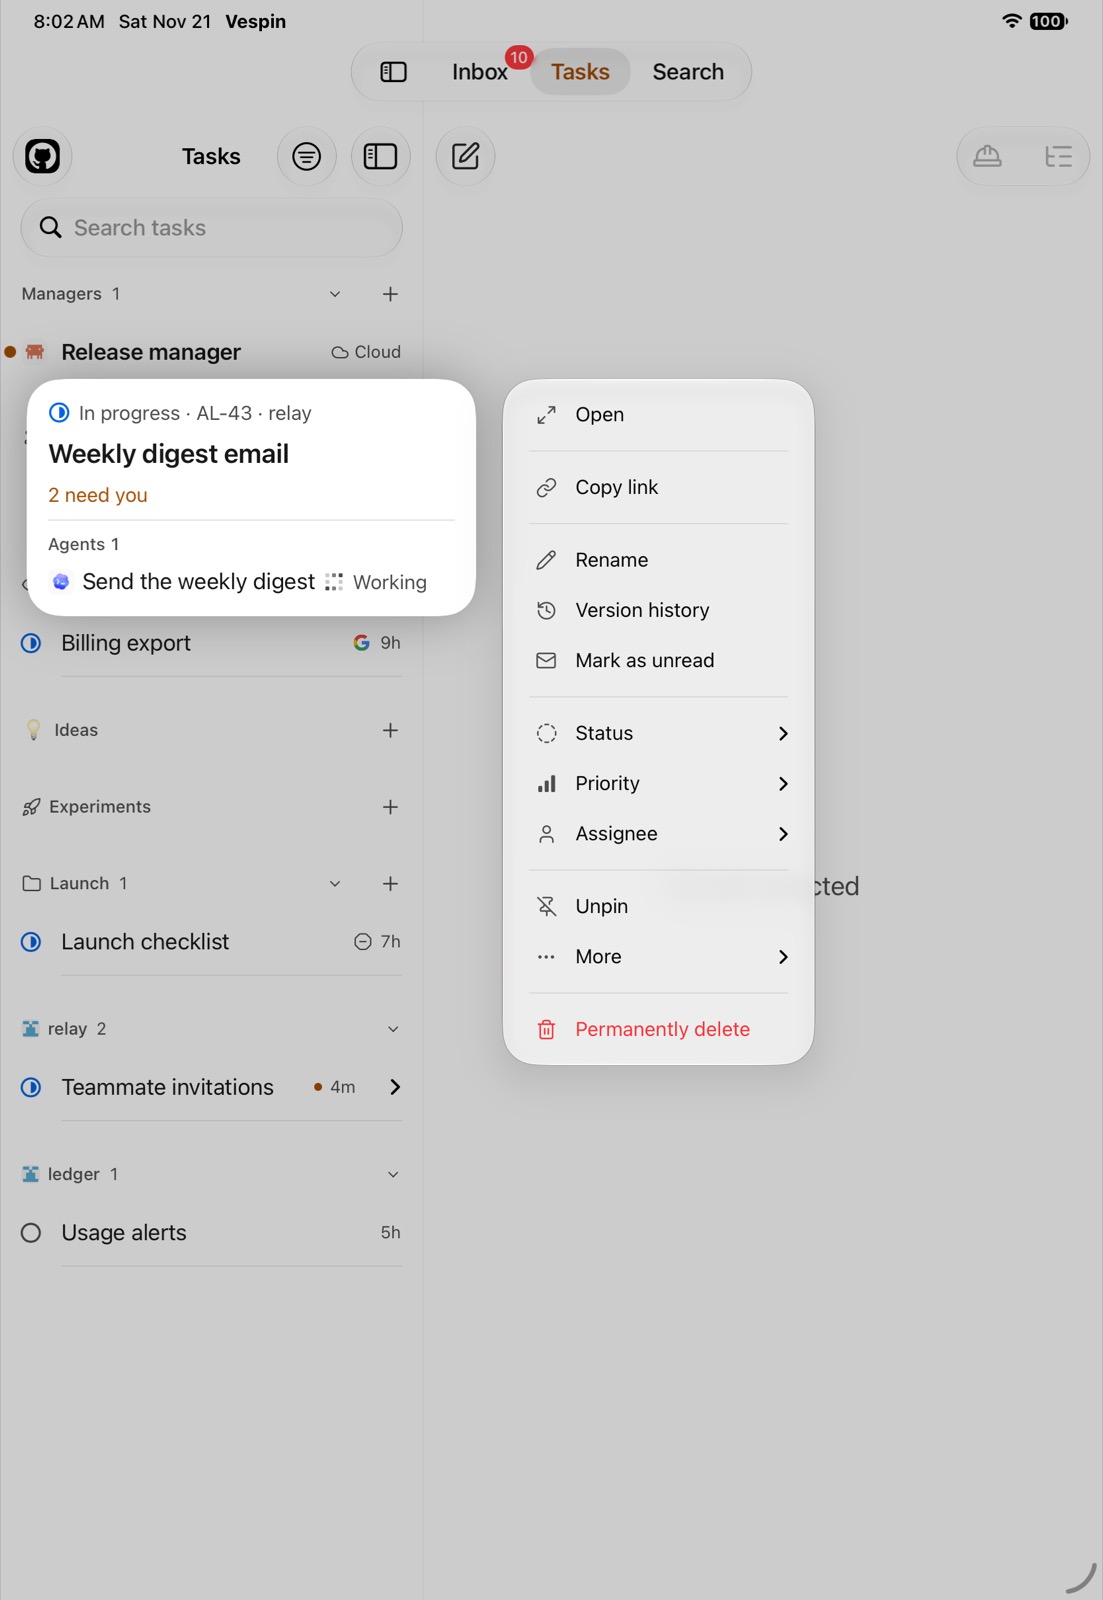 8:02 AM Sat Nov 21 Vespin
100
Inbox 10 Tasks Search
Tasks
Search tasks
Managers 1
Release manager Cloud
In progress · AL-43 · relay
Weekly digest email
2 need you
Agents 1
Send the weekly digest Working
Billing export 9h
Ideas
Experiments
Launch 1
Launch checklist 7h
relay 2
Teammate invitations 4m
ledger 1
Usage alerts 5h
Open
Copy link
Rename
Version history
Mark as unread
Status
Priority
Assignee
Unpin
More
Permanently delete